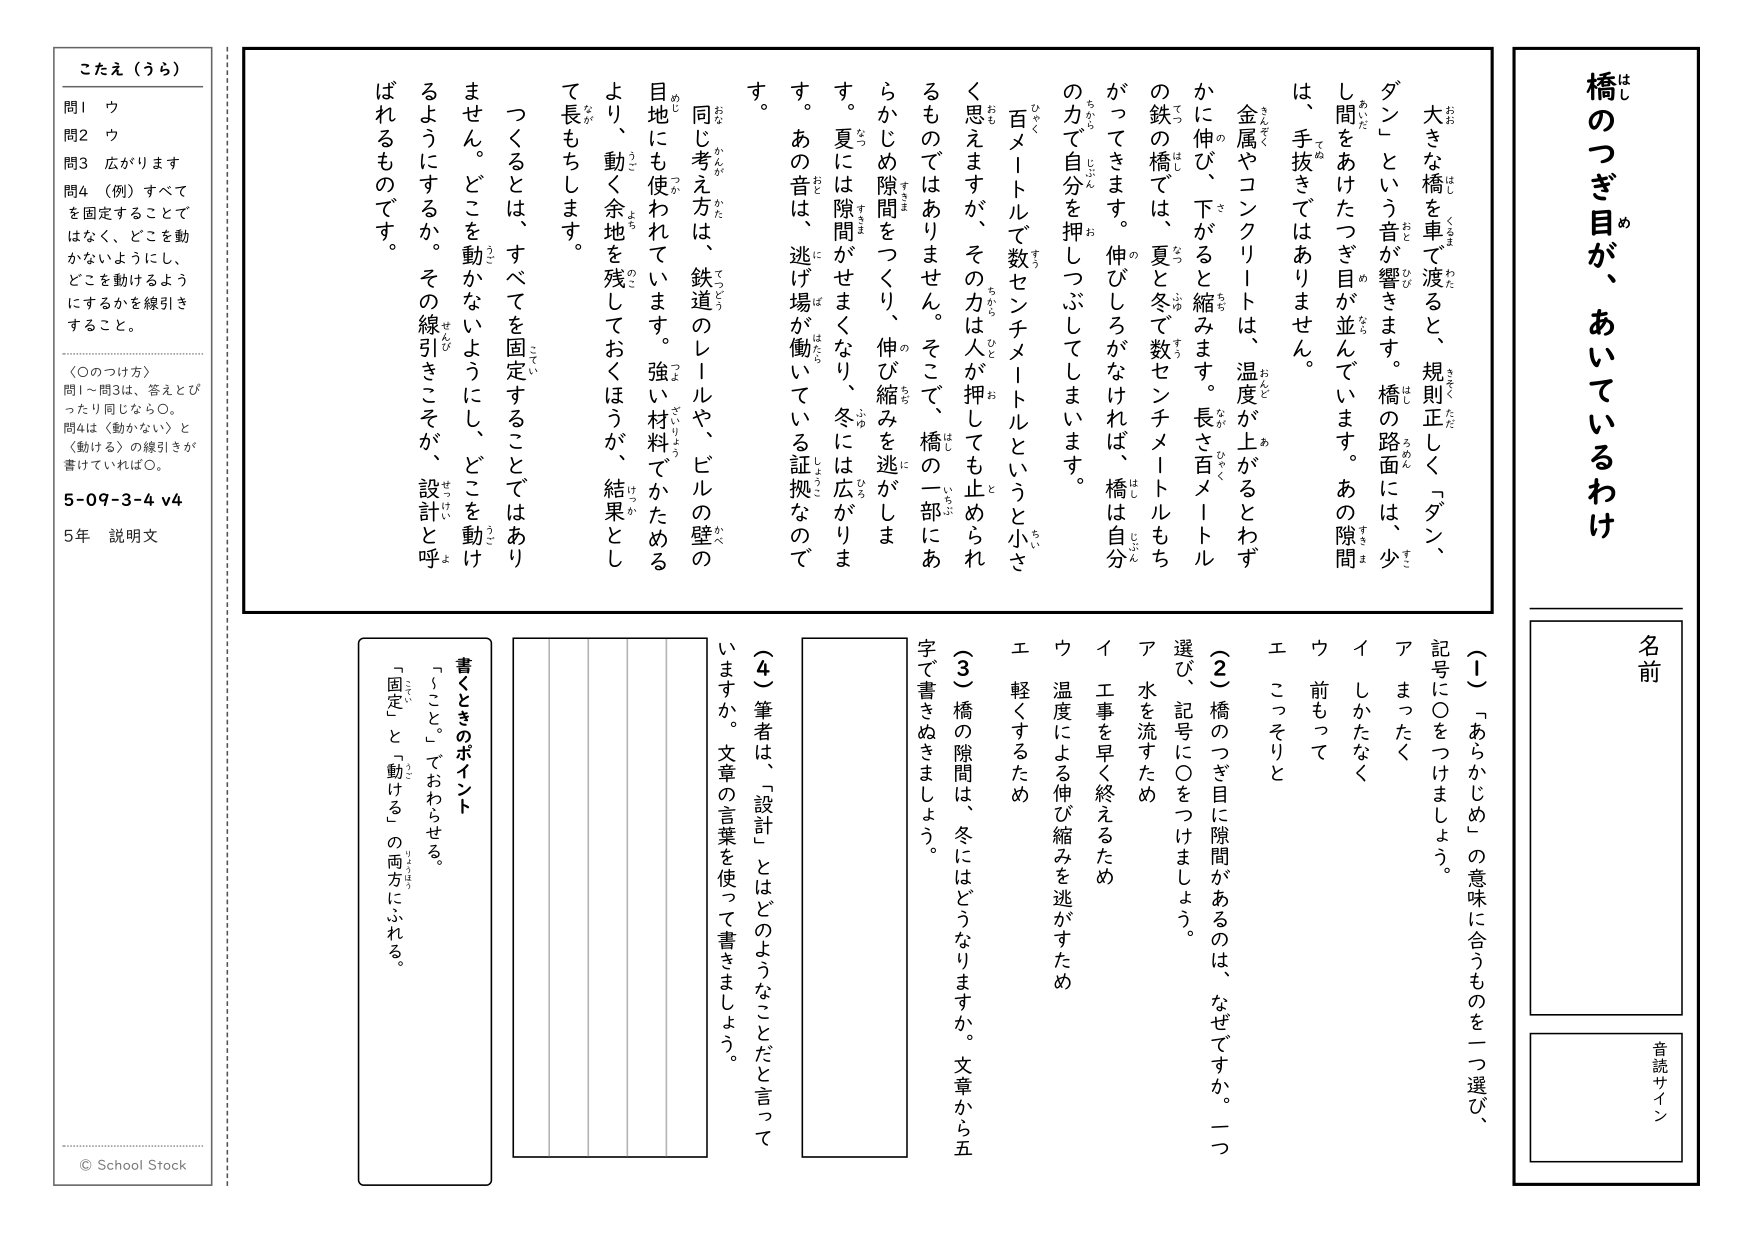 橋のつぎ目が、あいているわけ
名前
音読サイン
大きな橋を車で渡ると、規則正しく「ダン、
ダン」という音が響きます。橋の路面には、少
し間をあけたつぎ目が並んでいます。あの隙間
は、手抜きではありません。
金属やコンクリートは、温度が上がるとわず
かに伸び、下がると縮みます。長さ百メートル
の鉄の橋では、夏と冬で数センチメートルもち
がってきます。伸びしろがなければ、橋は自分
の力で自分を押しつぶしてしまいます。
百メートルで数センチメートルというと小さ
く思えますが、その力は人が押しても止められ
るものではありません。そこで、橋の一部にあ
らかじめ隙間をつくり、伸び縮みを逃がしま
す。夏には隙間がせまくなり、冬には広がりま
す。あの音は、逃げ場が働いている証拠なので
す。
同じ考え方は、鉄道のレールや、ビルの壁の
目地にも使われています。強い材料でかためる
より、動く余地を残しておくほうが、結果とし
て長もちします。
つくるとは、すべてを固定することではあり
ません。どこを動かないようにし、どこを動け
るようにするか。その線引きこそが、設計と呼
ばれるものです。
(1)「あらかじめ」の意味に合うものを一つ選び、
記号に○をつけましょう。
ア まったく
イ しかたなく
ウ 前もって
エ こっそりと
(2)橋のつぎ目に隙間があるのは、なぜですか。一つ
選び、記号に○をつけましょう。
ア 水を流すため
イ 工事を早く終えるため
ウ 温度による伸び縮みを逃がすため
エ 軽くするため
(3)橋の隙間は、冬にはどうなりますか。文章から五
字で書きぬきましょう。
(4)筆者は、「設計」とはどのようなことだと言って
いますか。文章の言葉を使って書きましょう。
書くときのポイント
「〜こと。」でおわらせる。
「固定」と「動ける」の両方にふれる。
こたえ(うら)
問1 ウ
問2 ウ
問3 広がります
問4 (例)すべて
を固定することで
はなく、どこを動
かないようにし、
どこを動けるよう
にするかを線引き
すること。
〈○のつけ方〉
問1〜問3は、答えとぴ
ったり同じなら○。
問4は〈動かない〉と
〈動ける〉の線引きが
書けていれば○。
5-09-3-4 v4
5年 説明文
© School Stock